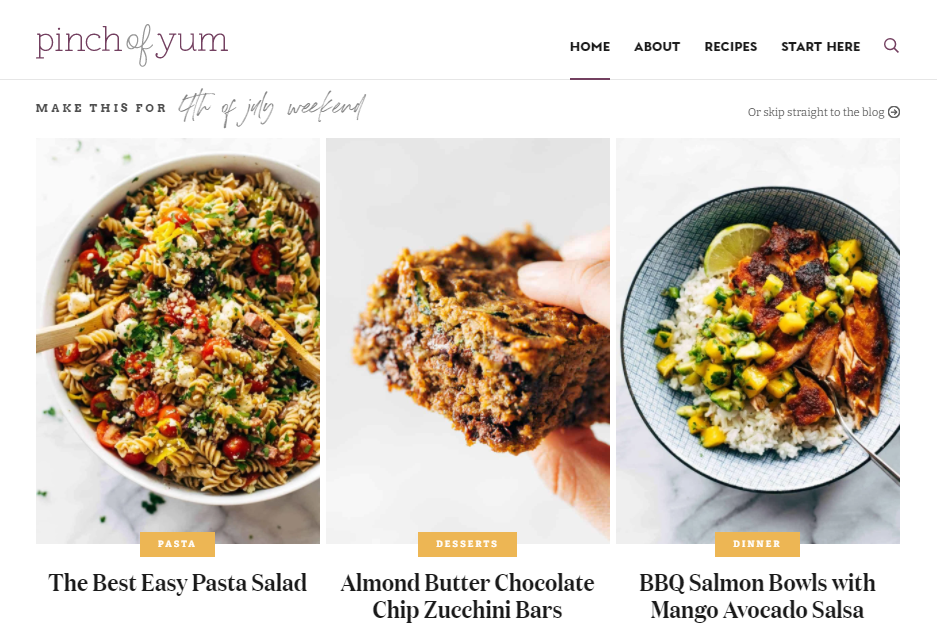 pinch of yum
HOME ABOUT RECIPES START HERE
MAKE THIS FOR 4th of july weekend
Or skip straight to the blog
PASTA
The Best Easy Pasta Salad
DESSERTS
Almond Butter Chocolate
Chip Zucchini Bars
DINNER
BBQ Salmon Bowls with
Mango Avocado Salsa